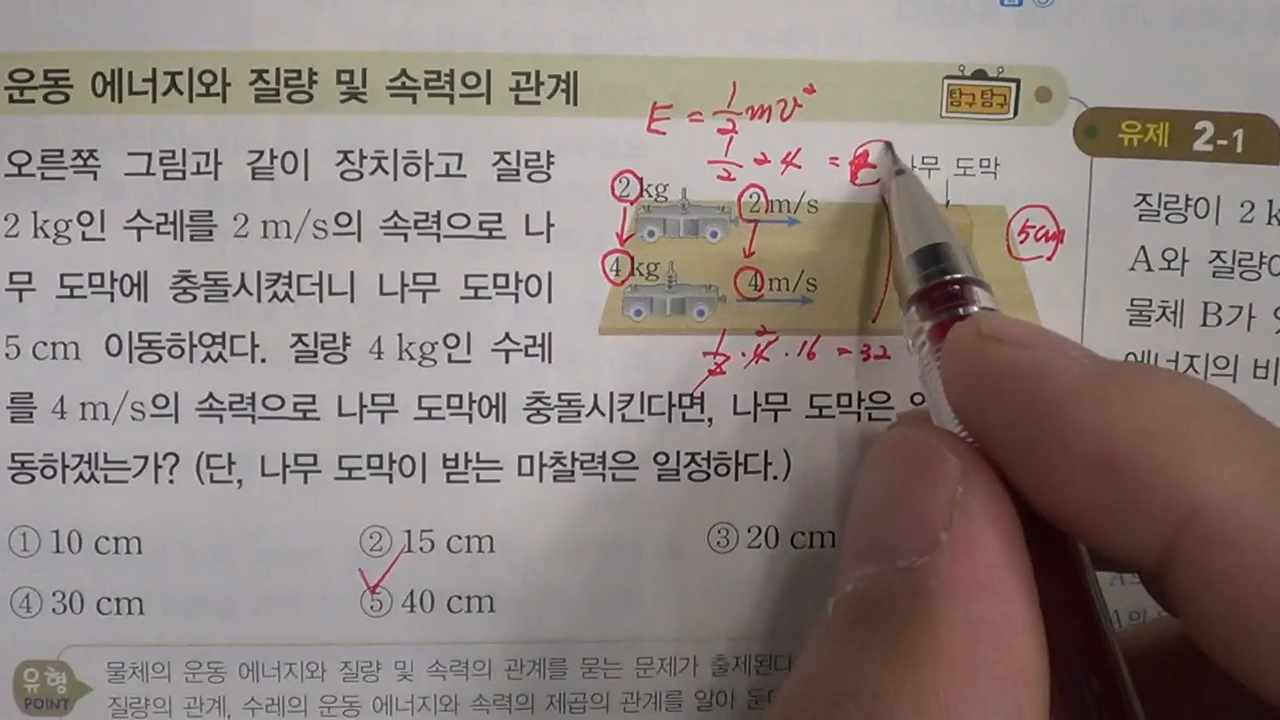 운동 에너지와 질량 및 속력의 관계
탐구 탐구
유제 2-1
E = 1/2 mv²
1/2 · 2 · 4 =
오른쪽 그림과 같이 장치하고 질량
2 kg인 수레를 2 m/s의 속력으로 나
무 도막에 충돌시켰더니 나무 도막이
5 cm 이동하였다. 질량 4 kg인 수레
를 4 m/s의 속력으로 나무 도막에 충돌시킨다면, 나무 도막은
동하겠는가? (단, 나무 도막이 받는 마찰력은 일정하다.)
2 kg
2 m/s
도막
5cm
4 kg
4 m/s
1/2 · 4 · 16 = 32
2
① 10 cm
② 15 cm
③ 20 cm
④ 30 cm
⑤ 40 cm
유형
POINT
물체의 운동 에너지와 질량 및 속력의 관계를 묻는 문제가 출제된다
질량의 관계, 수레의 운동 에너지와 속력의 제곱의 관계를 알아
질량이 2 k
A와 질량이
물체 B가
에너지의 비